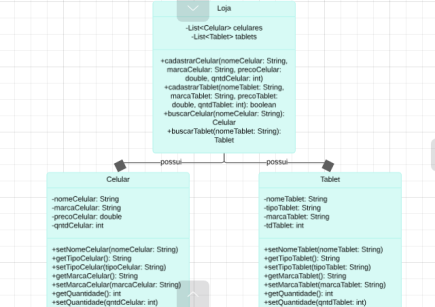 Loja
-List<Celular> celulares
-List<Tablet> tablets
+cadastrarCelular(nomeCelular: String,
marcaCelular: String, precoCelular:
double, qntdCelular: int)
+cadastrarTablet(nomeTablet: String,
marcaTablet: String, precoTablet:
double, qntdTablet: int): boolean
+buscarCelular(nomeCelular: String):
Celular
+buscarTablet(nomeTablet: String):
Tablet
possui
possui
Celular
-nomeCelular: String
-marcaCelular: String
-precoCelular: double
-qntdCelular: int
+setNomeCelular(nomeCelular: String)
+getTipoCelular(): String
+setTipoCelular(tipoCelular: String)
+getMarcaCelular(): String
+setMarcaCelular(marcaCelular: String)
+getQuantidade(): int
+setQuantidade(qntdCelular: int)
Tablet
-nomeTablet: String
-tipoTablet: String
-marcaTablet: String
-tdTablet: int
+setNomeTablet(nomeTablet: String)
+getTipoTablet(): String
+setTipoTablet(tipoTablet: String)
+getMarcaTablet(): String
+setMarcaTablet(marcaTablet: String)
+getQuantidade(): int
+setQuantidade(qntdTablet: int)